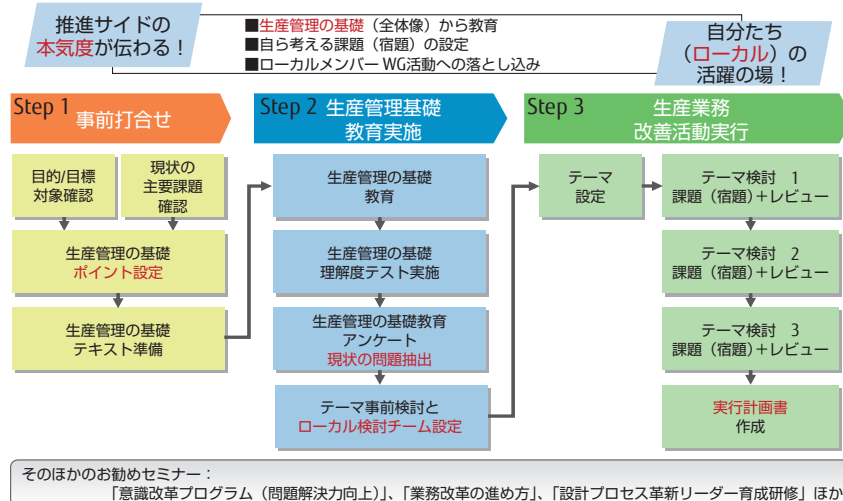 推進サイドの
本気度が伝わる！
■生産管理の基礎（全体像）から教育
■自ら考える課題（宿題）の設定
■ローカルメンバー WG活動への落とし込み
自分たち
（ローカル）の
活躍の場！
Step 1
事前打合せ
Step 2 生産管理基礎
教育実施
Step 3 生産業務
改善活動実行
目的/目標
対象確認
現状の
主要課題
確認
生産管理の基礎
ポイント設定
生産管理の基礎
テキスト準備
生産管理の基礎
教育
生産管理の基礎
理解度テスト実施
生産管理の基礎教育
アンケート
現状の問題抽出
テーマ事前検討と
ローカル検討チーム設定
テーマ
設定
テーマ検討　1
課題（宿題）＋レビュー
テーマ検討　2
課題（宿題）＋レビュー
テーマ検討　3
課題（宿題）＋レビュー
実行計画書
作成
そのほかのお勧めセミナー：
「意識改革プログラム（問題解決力向上）」、「業務改革の進め方」、「設計プロセス革新リーダー育成研修」ほか